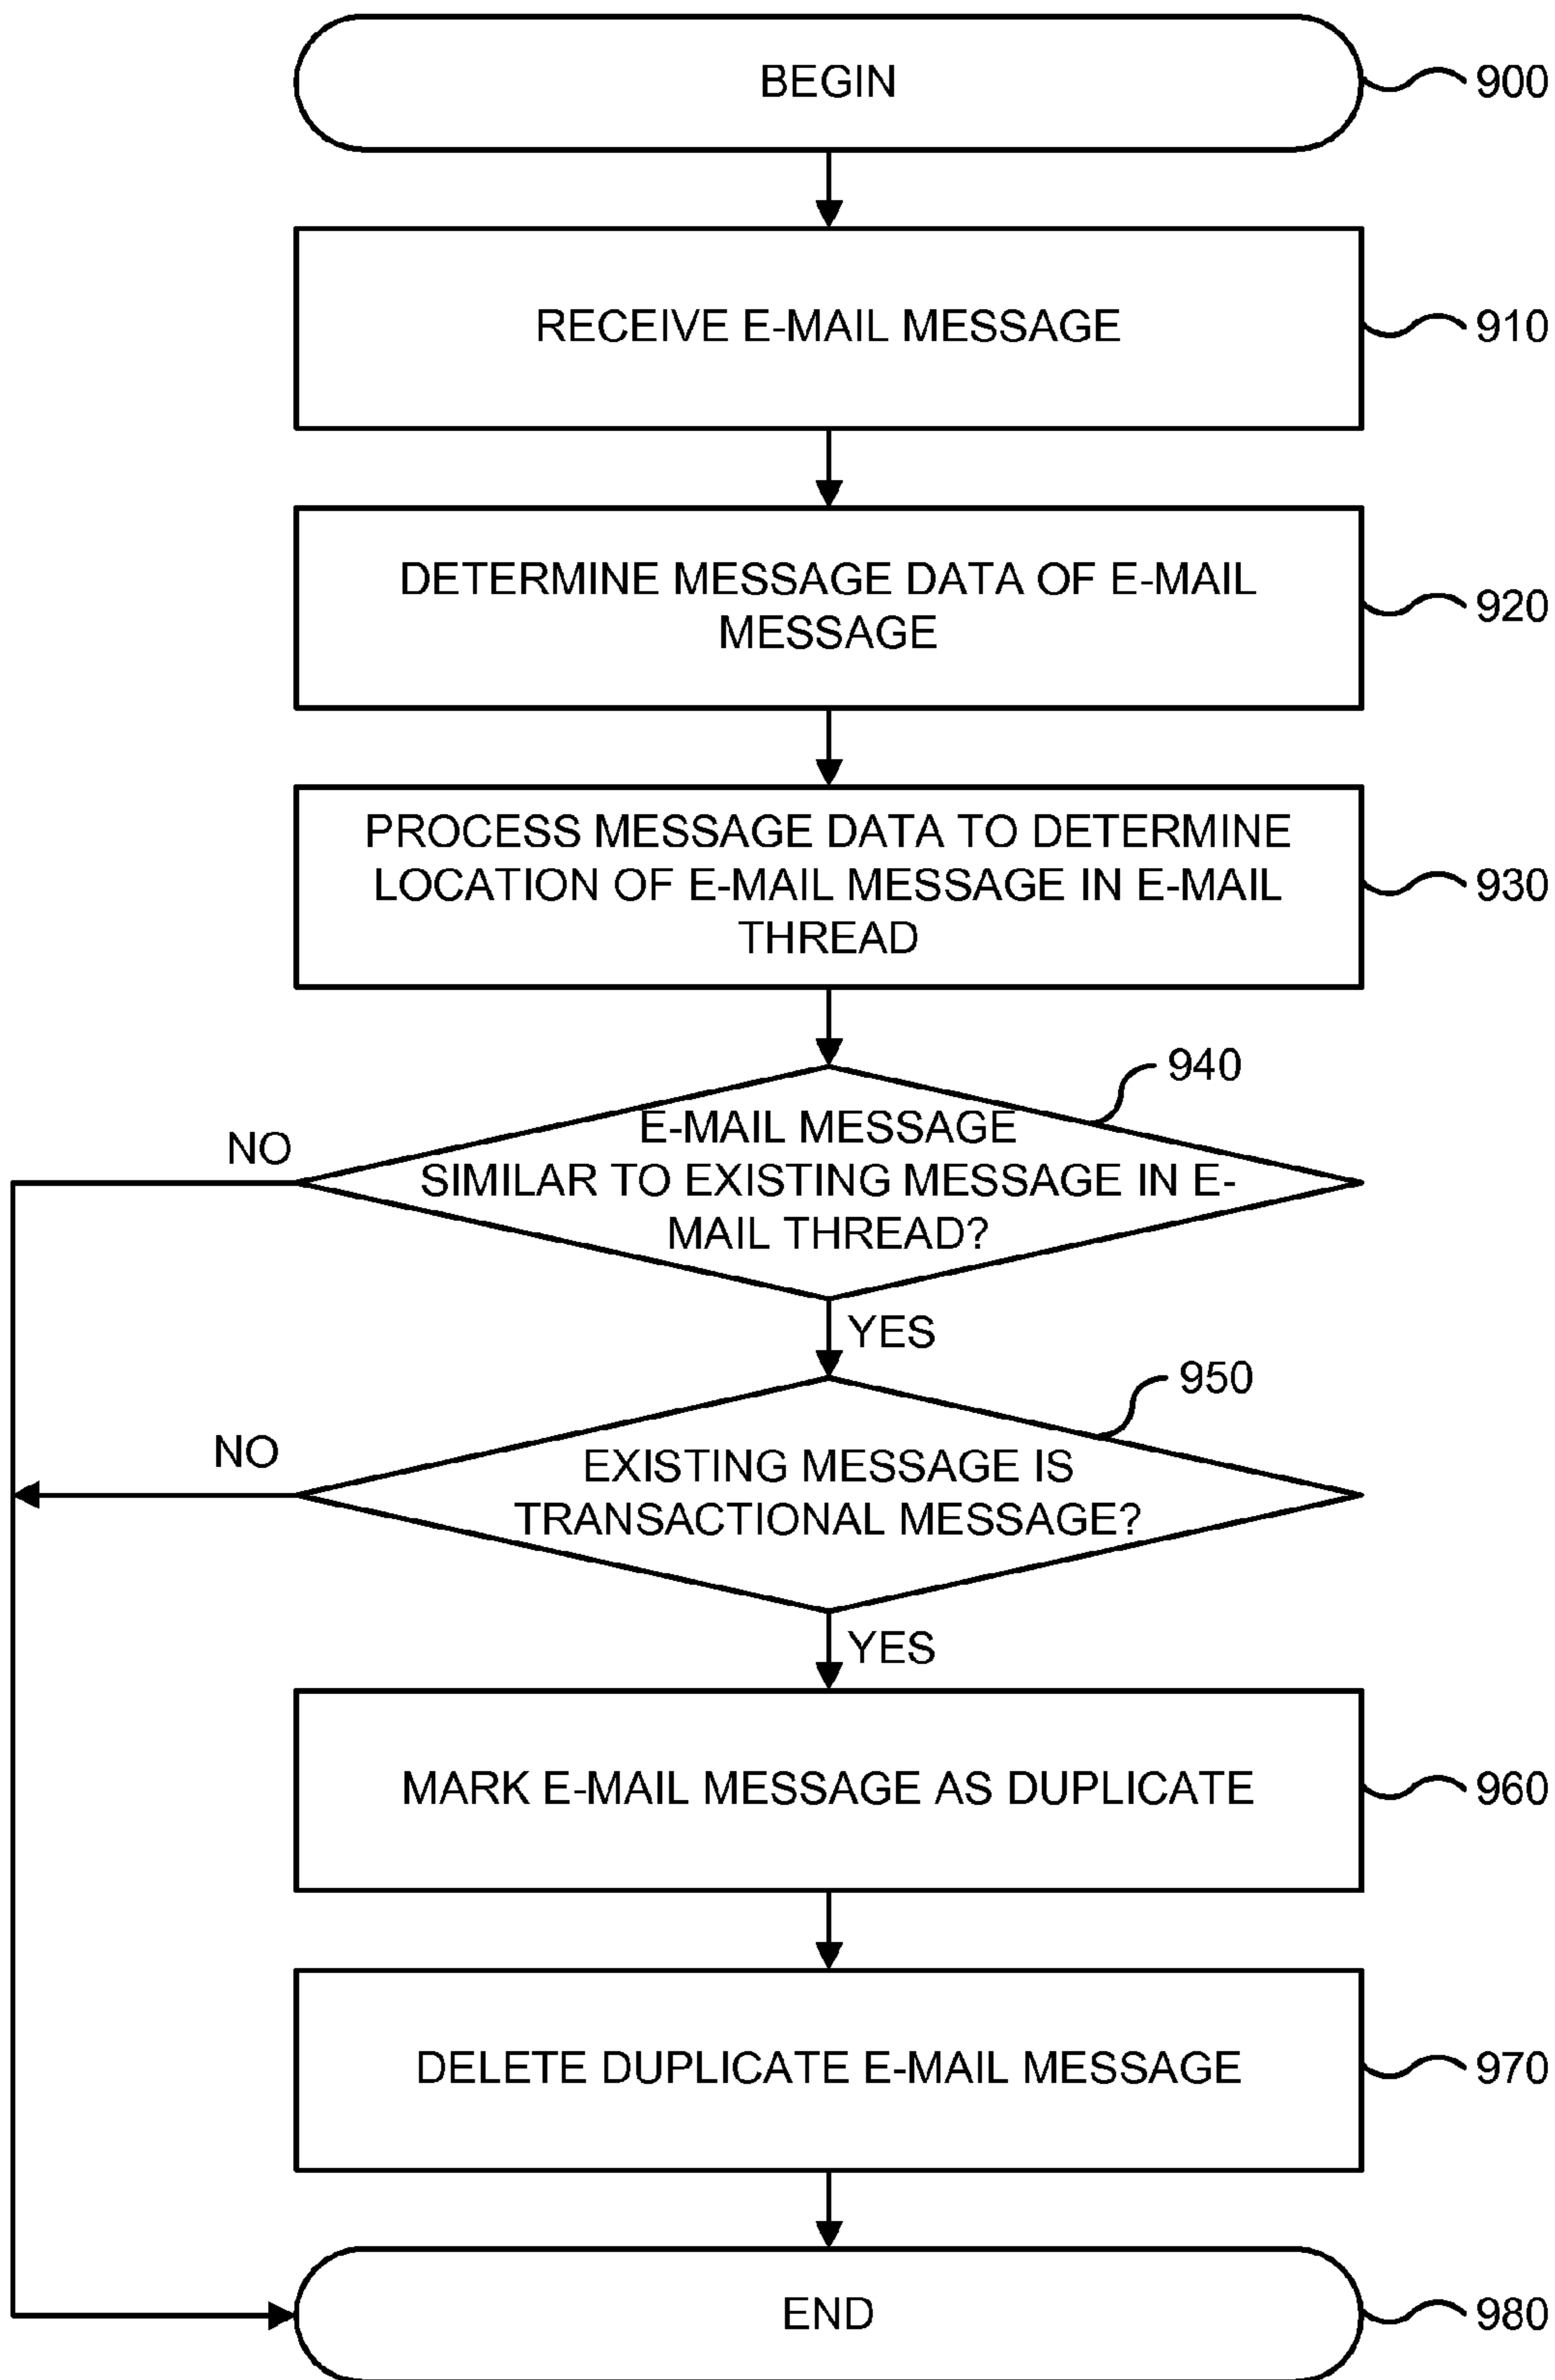 BEGIN
900
RECEIVE E-MAIL MESSAGE
910
DETERMINE MESSAGE DATA OF E-MAIL
MESSAGE
920
PROCESS MESSAGE DATA TO DETERMINE
LOCATION OF E-MAIL MESSAGE IN E-MAIL
THREAD
930
940
E-MAIL MESSAGE
SIMILAR TO EXISTING MESSAGE IN E-
MAIL THREAD?
NO
YES
950
EXISTING MESSAGE IS
TRANSACTIONAL MESSAGE?
NO
YES
MARK E-MAIL MESSAGE AS DUPLICATE
960
DELETE DUPLICATE E-MAIL MESSAGE
970
END
980